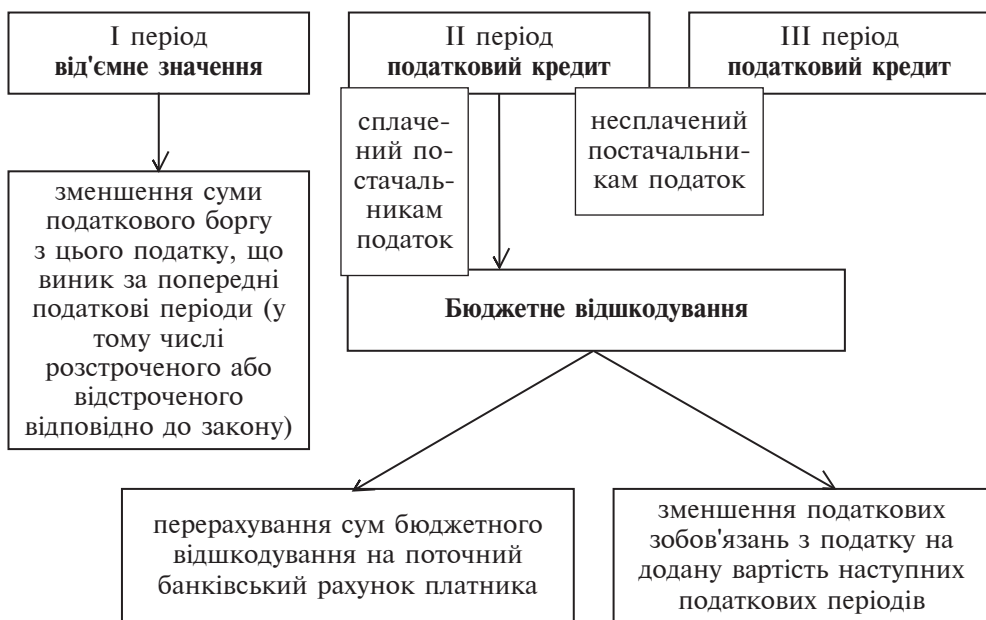 I період
від'ємне значення
II період
податковий кредит
III період
податковий кредит
сплаче-
ний по-
стачаль-
никам
податок
несплачений
постачальни-
кам податок
зменшення суми
податкового боргу
з цього податку, що
виник за попередні
податкові періоди (у
тому числі
розстроченого або
відстроченого
відповідно до закону)
Бюджетне відшкодування
перерахування сум бюджетного
відшкодування на поточний
банківський рахунок платника
зменшення податкових
зобов'язань з податку на
додану вартість наступних
податкових періодів